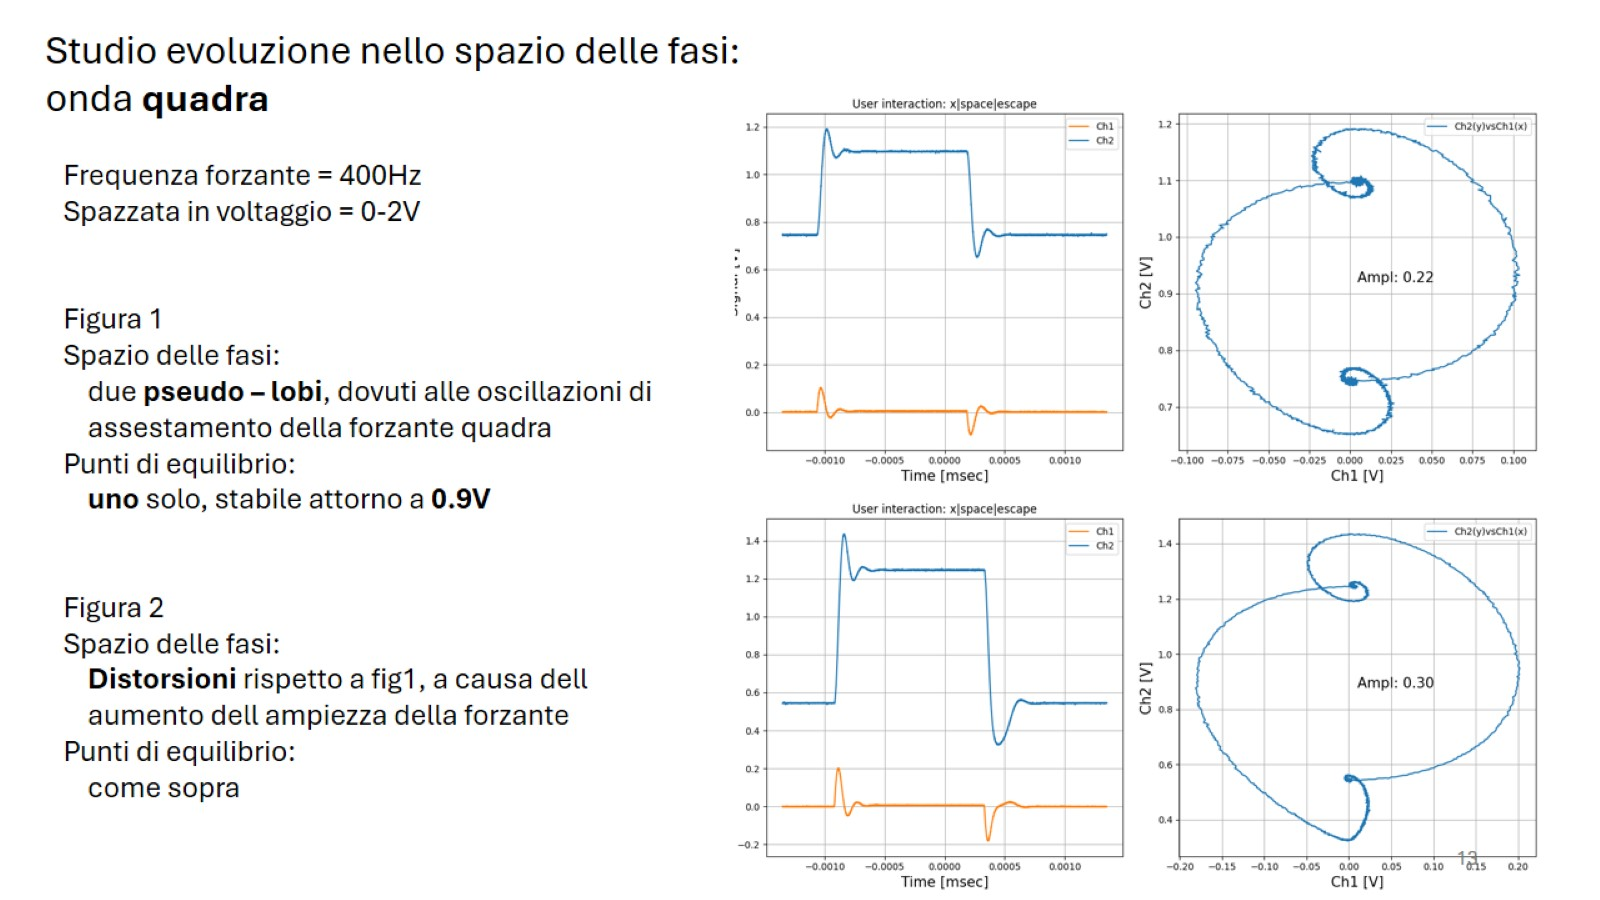 Studio evoluzione nello spazio delle fasi:
onda quadra
Frequenza forzante = 400Hz
Spazzata in voltaggio = 0-2V
Figura 1
Spazio delle fasi:
due pseudo – lobi, dovuti alle oscillazioni di
assestamento della forzante quadra
Punti di equilibrio:
uno solo, stabile attorno a 0.9V
Figura 2
Spazio delle fasi:
Distorsioni rispetto a fig1, a causa dell
aumento dell ampiezza della forzante
Punti di equilibrio:
come sopra
User interaction: x|space|escape
Ch1
Ch2
1.2
1.0
0.8
0.6
0.4
0.2
0.0
−0.0010 −0.0005 0.0000 0.0005 0.0010
Time [msec]
Ch2(y)vsCh1(x)
Ch2 [V]
1.2
1.1
1.0
0.9
0.8
0.7
Ampl: 0.22
−0.100 −0.075 −0.050 −0.025 0.000 0.025 0.050 0.075 0.100
Ch1 [V]
User interaction: x|space|escape
Ch1
Ch2
1.4
1.2
1.0
0.8
0.6
0.4
0.2
0.0
−0.2
−0.0010 −0.0005 0.0000 0.0005 0.0010
Time [msec]
Ch2(y)vsCh1(x)
Ch2 [V]
1.4
1.2
1.0
0.8
0.6
0.4
Ampl: 0.30
13
−0.20 −0.15 −0.10 −0.05 0.00 0.05 0.10 0.15 0.20
Ch1 [V]